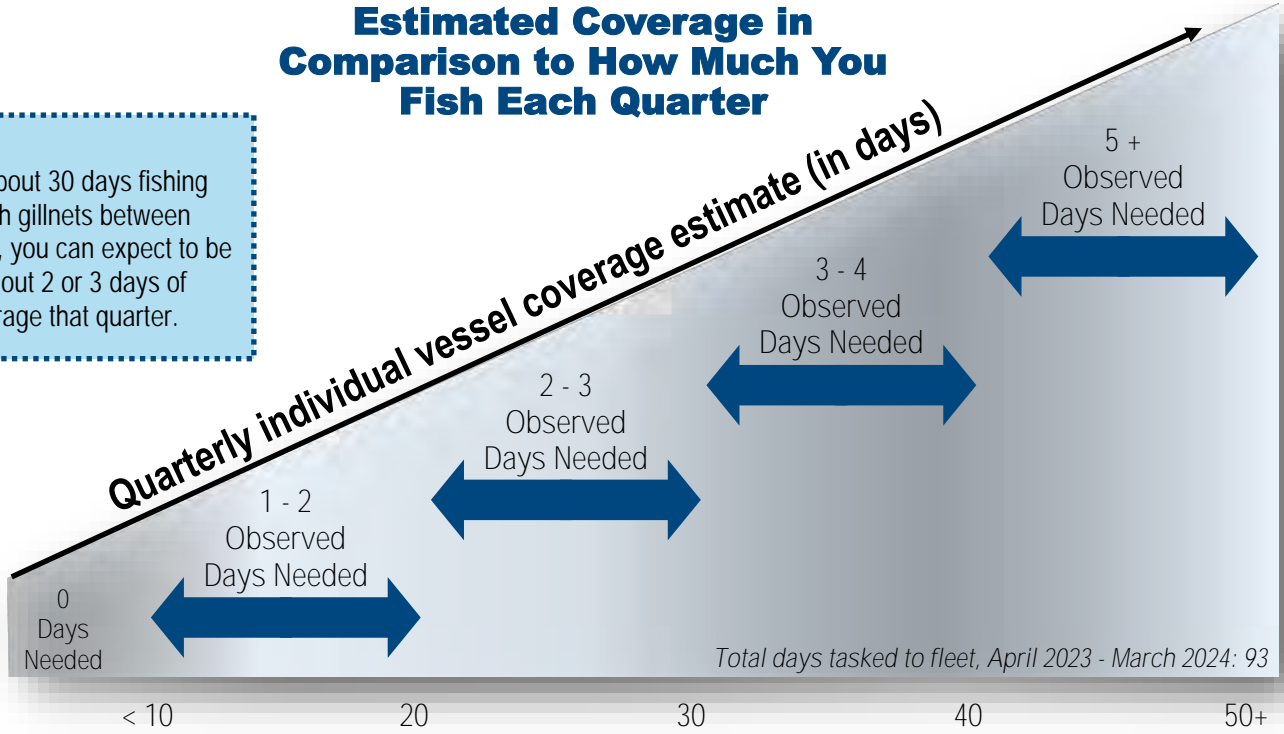 Estimated Coverage in
Comparison to How Much You
Fish Each Quarter
30 days fishing
gillnets between
, you can expect to be
2 or 3 days of
that quarter.
Quarterly individual vessel coverage estimate (in days)
5 +
Observed
Days Needed
3 - 4
Observed
Days Needed
2 - 3
Observed
Days Needed
1 - 2
Observed
Days Needed
0
Days
Needed
Total days tasked to fleet, April 2023 - March 2024: 93
< 10 20 30 40 50+